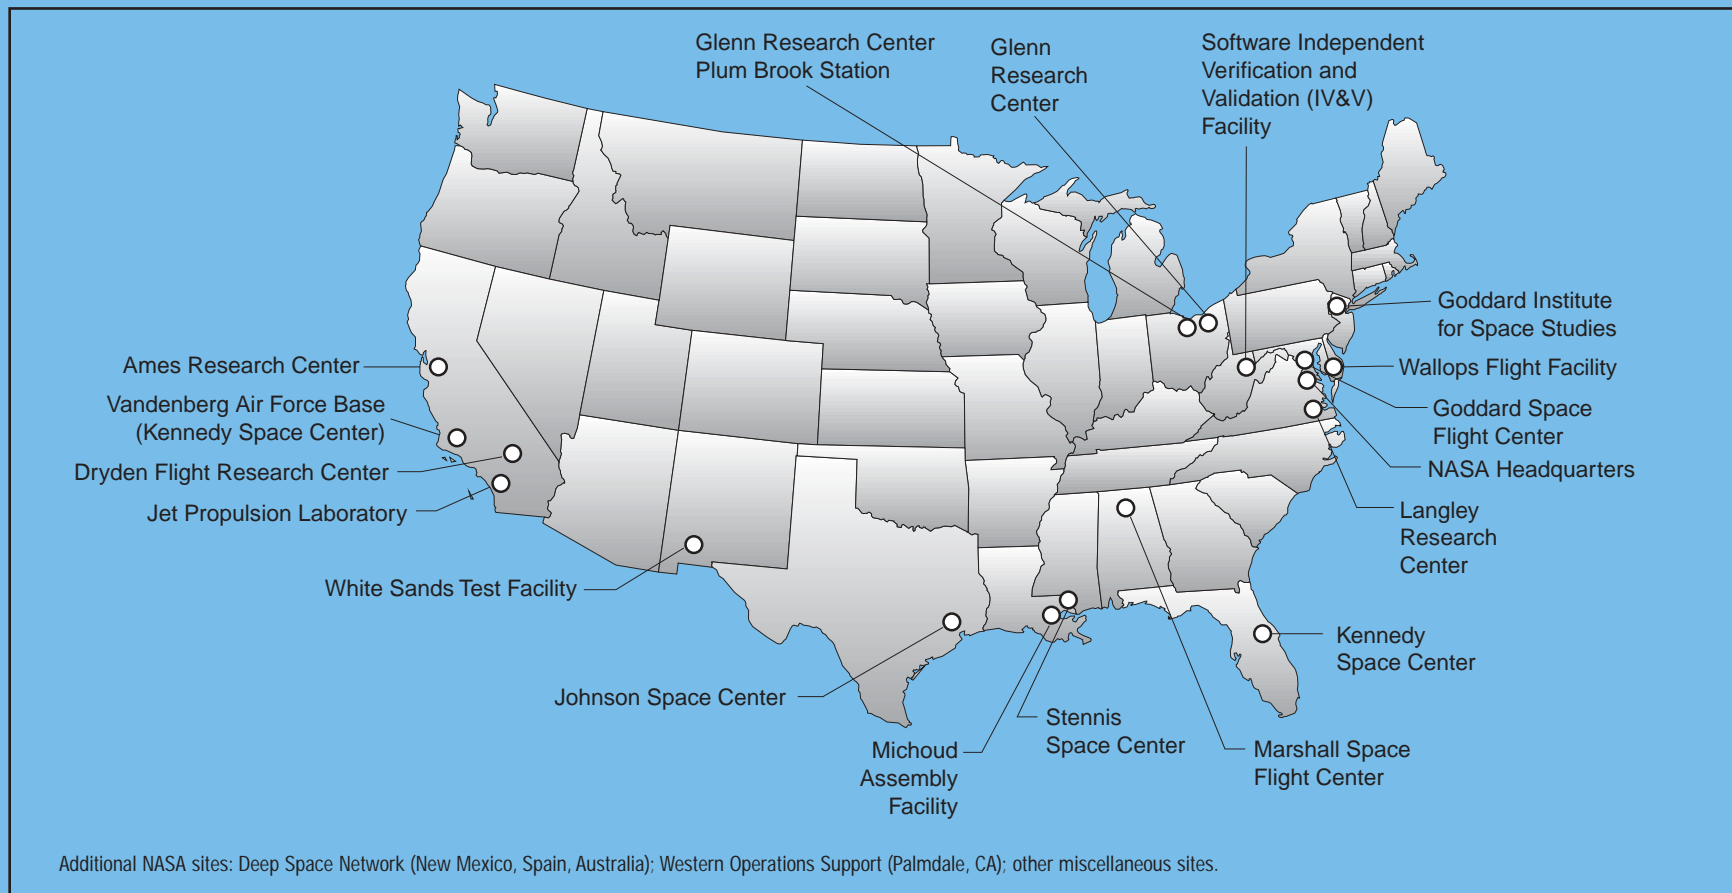 Glenn Research Center
Plum Brook Station
Glenn
Research
Center
Software Independent
Verification and
Validation (IV&V)
Facility
Goddard Institute
for Space Studies
Ames Research Center
Wallops Flight Facility
Vandenberg Air Force Base
(Kennedy Space Center)
Goddard Space
Flight Center
Dryden Flight Research Center
NASA Headquarters
Jet Propulsion Laboratory
Langley
Research
Center
White Sands Test Facility
Kennedy
Space Center
Johnson Space Center
Stennis
Space Center
Michoud
Assembly
Facility
Marshall Space
Flight Center
Additional NASA sites: Deep Space Network (New Mexico, Spain, Australia); Western Operations Support (Palmdale, CA); other miscellaneous sites.